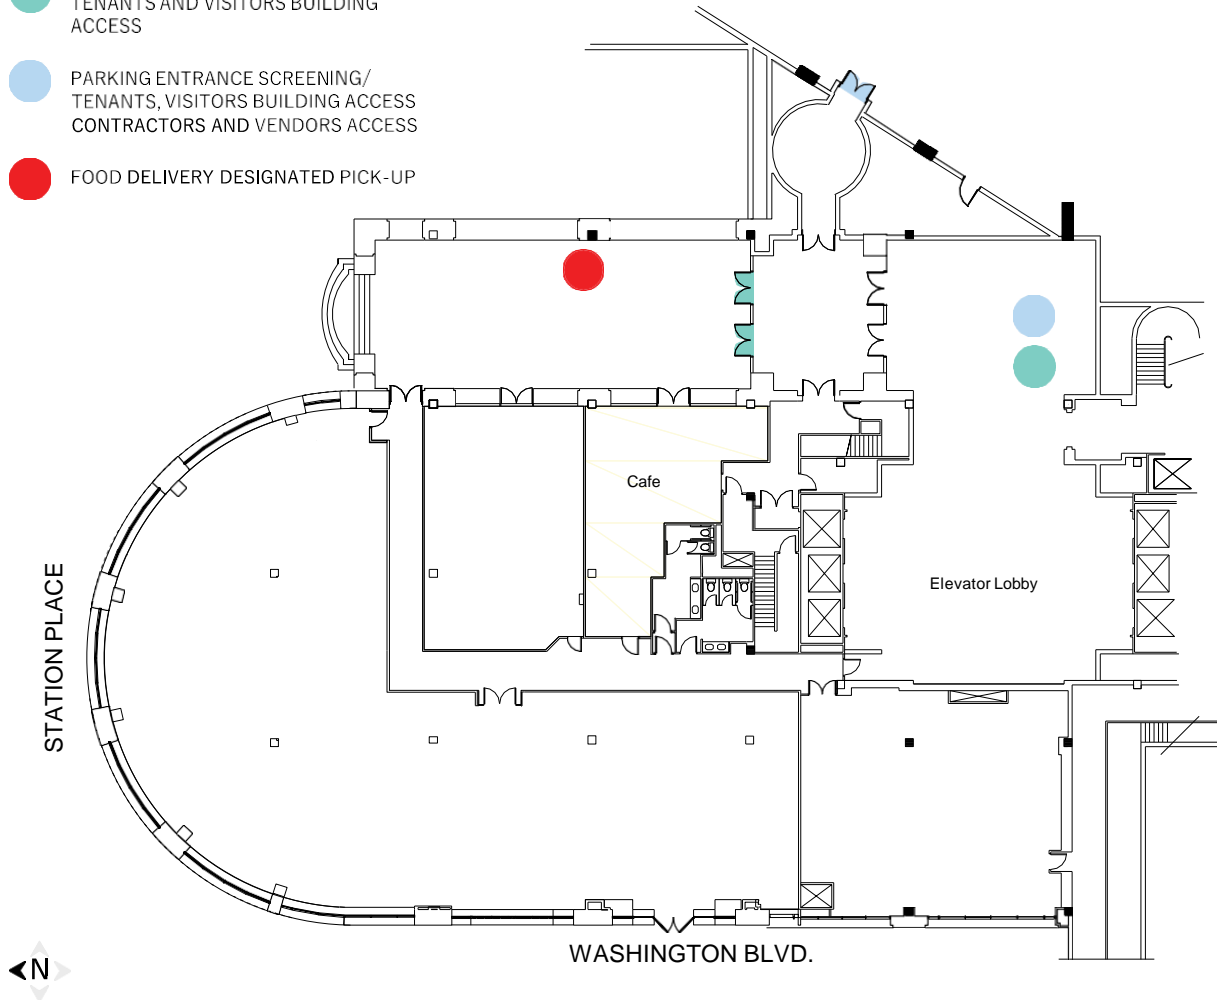 TENANTS AND VISITORS BUILDING
ACCESS
PARKING ENTRANCE SCREENING/
TENANTS, VISITORS BUILDING ACCESS
CONTRACTORS AND VENDORS ACCESS
FOOD DELIVERY DESIGNATED PICK-UP
Cafe
Elevator Lobby
STATION PLACE
WASHINGTON BLVD.
N